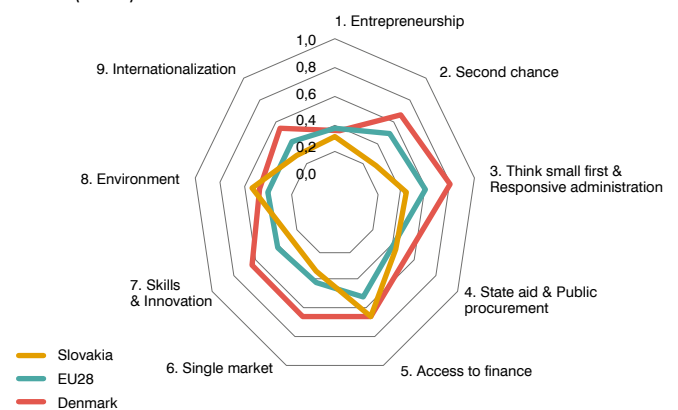 1. Entrepreneurship
1,0
0,8
0,6
0,4
0,2
0,0
2. Second chance
3. Think small first &
Responsive administration
4. State aid & Public
procurement
5. Access to finance
6. Single market
7. Skills
& Innovation
8. Environment
9. Internationalization
Slovakia
EU28
Denmark